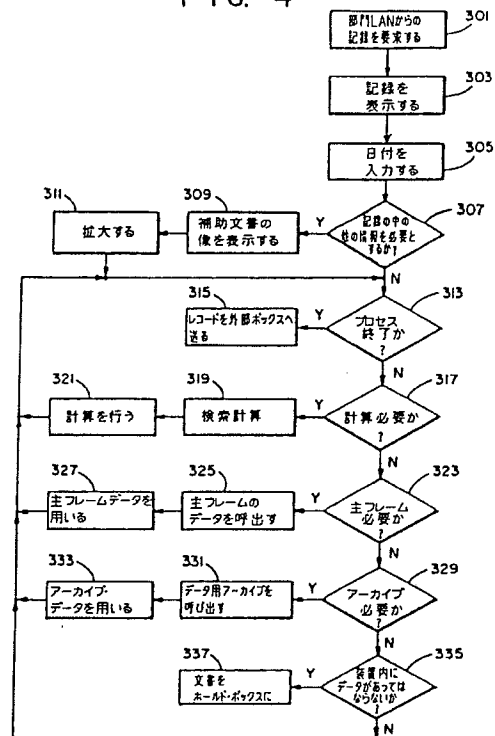 FIG. 4
301
部門LANからの
記録を要求する
303
記録を
表示する
305
日付を
入力する
311
309
307
拡大する
補助文書の
像を表示する
Y
記録の中の
他の情報を必要と
するか?
N
315
313
レコードを外部ボックスへ
送る
Y
プロセス
終了か
?
N
321
319
317
計算を行う
検索計算
Y
計算必要か
?
N
327
325
323
主フレームデータを
用いる
主フレームの
データを呼出す
Y
主フレーム
必要か
?
N
333
331
329
アーカイブ・
データを用いる
データ用アーカイブを
呼び出す
Y
アーカイブ
必要か
?
N
337
335
文書を
ホールド・ボックスに
Y
装置内に
データがあっては
ならないか
?
N